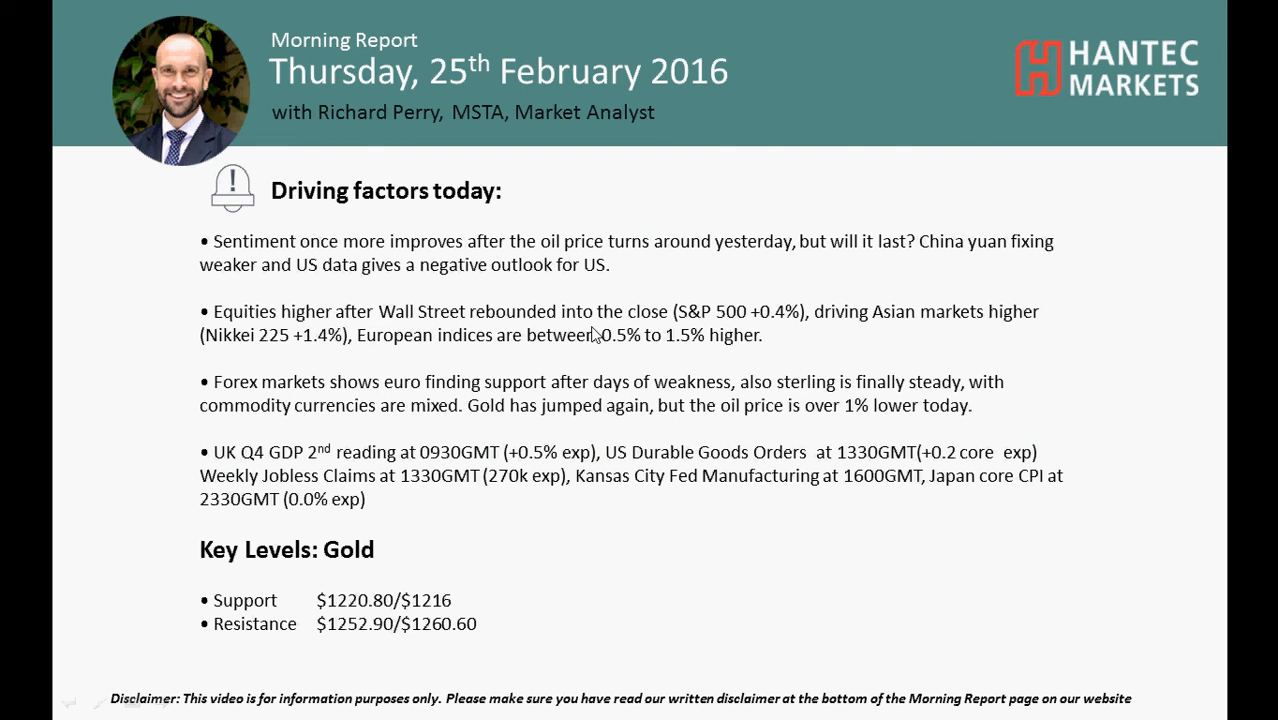 Morning Report
Thursday, 25th February 2016
with Richard Perry, MSTA, Market Analyst
HANTEC
MARKETS
!
Driving factors today:
• Sentiment once more improves after the oil price turns around yesterday, but will it last? China yuan fixing
weaker and US data gives a negative outlook for US.
• Equities higher after Wall Street rebounded into the close (S&P 500 +0.4%), driving Asian markets higher
(Nikkei 225 +1.4%), European indices are between 0.5% to 1.5% higher.
• Forex markets shows euro finding support after days of weakness, also sterling is finally steady, with
commodity currencies are mixed. Gold has jumped again, but the oil price is over 1% lower today.
• UK Q4 GDP 2nd reading at 0930GMT (+0.5% exp), US Durable Goods Orders at 1330GMT(+0.2 core exp)
Weekly Jobless Claims at 1330GMT (270k exp), Kansas City Fed Manufacturing at 1600GMT, Japan core CPI at
2330GMT (0.0% exp)
Key Levels: Gold
• Support $1220.80/$1216
• Resistance $1252.90/$1260.60
Disclaimer: This video is for information purposes only. Please make sure you have read our written disclaimer at the bottom of the Morning Report page on our website